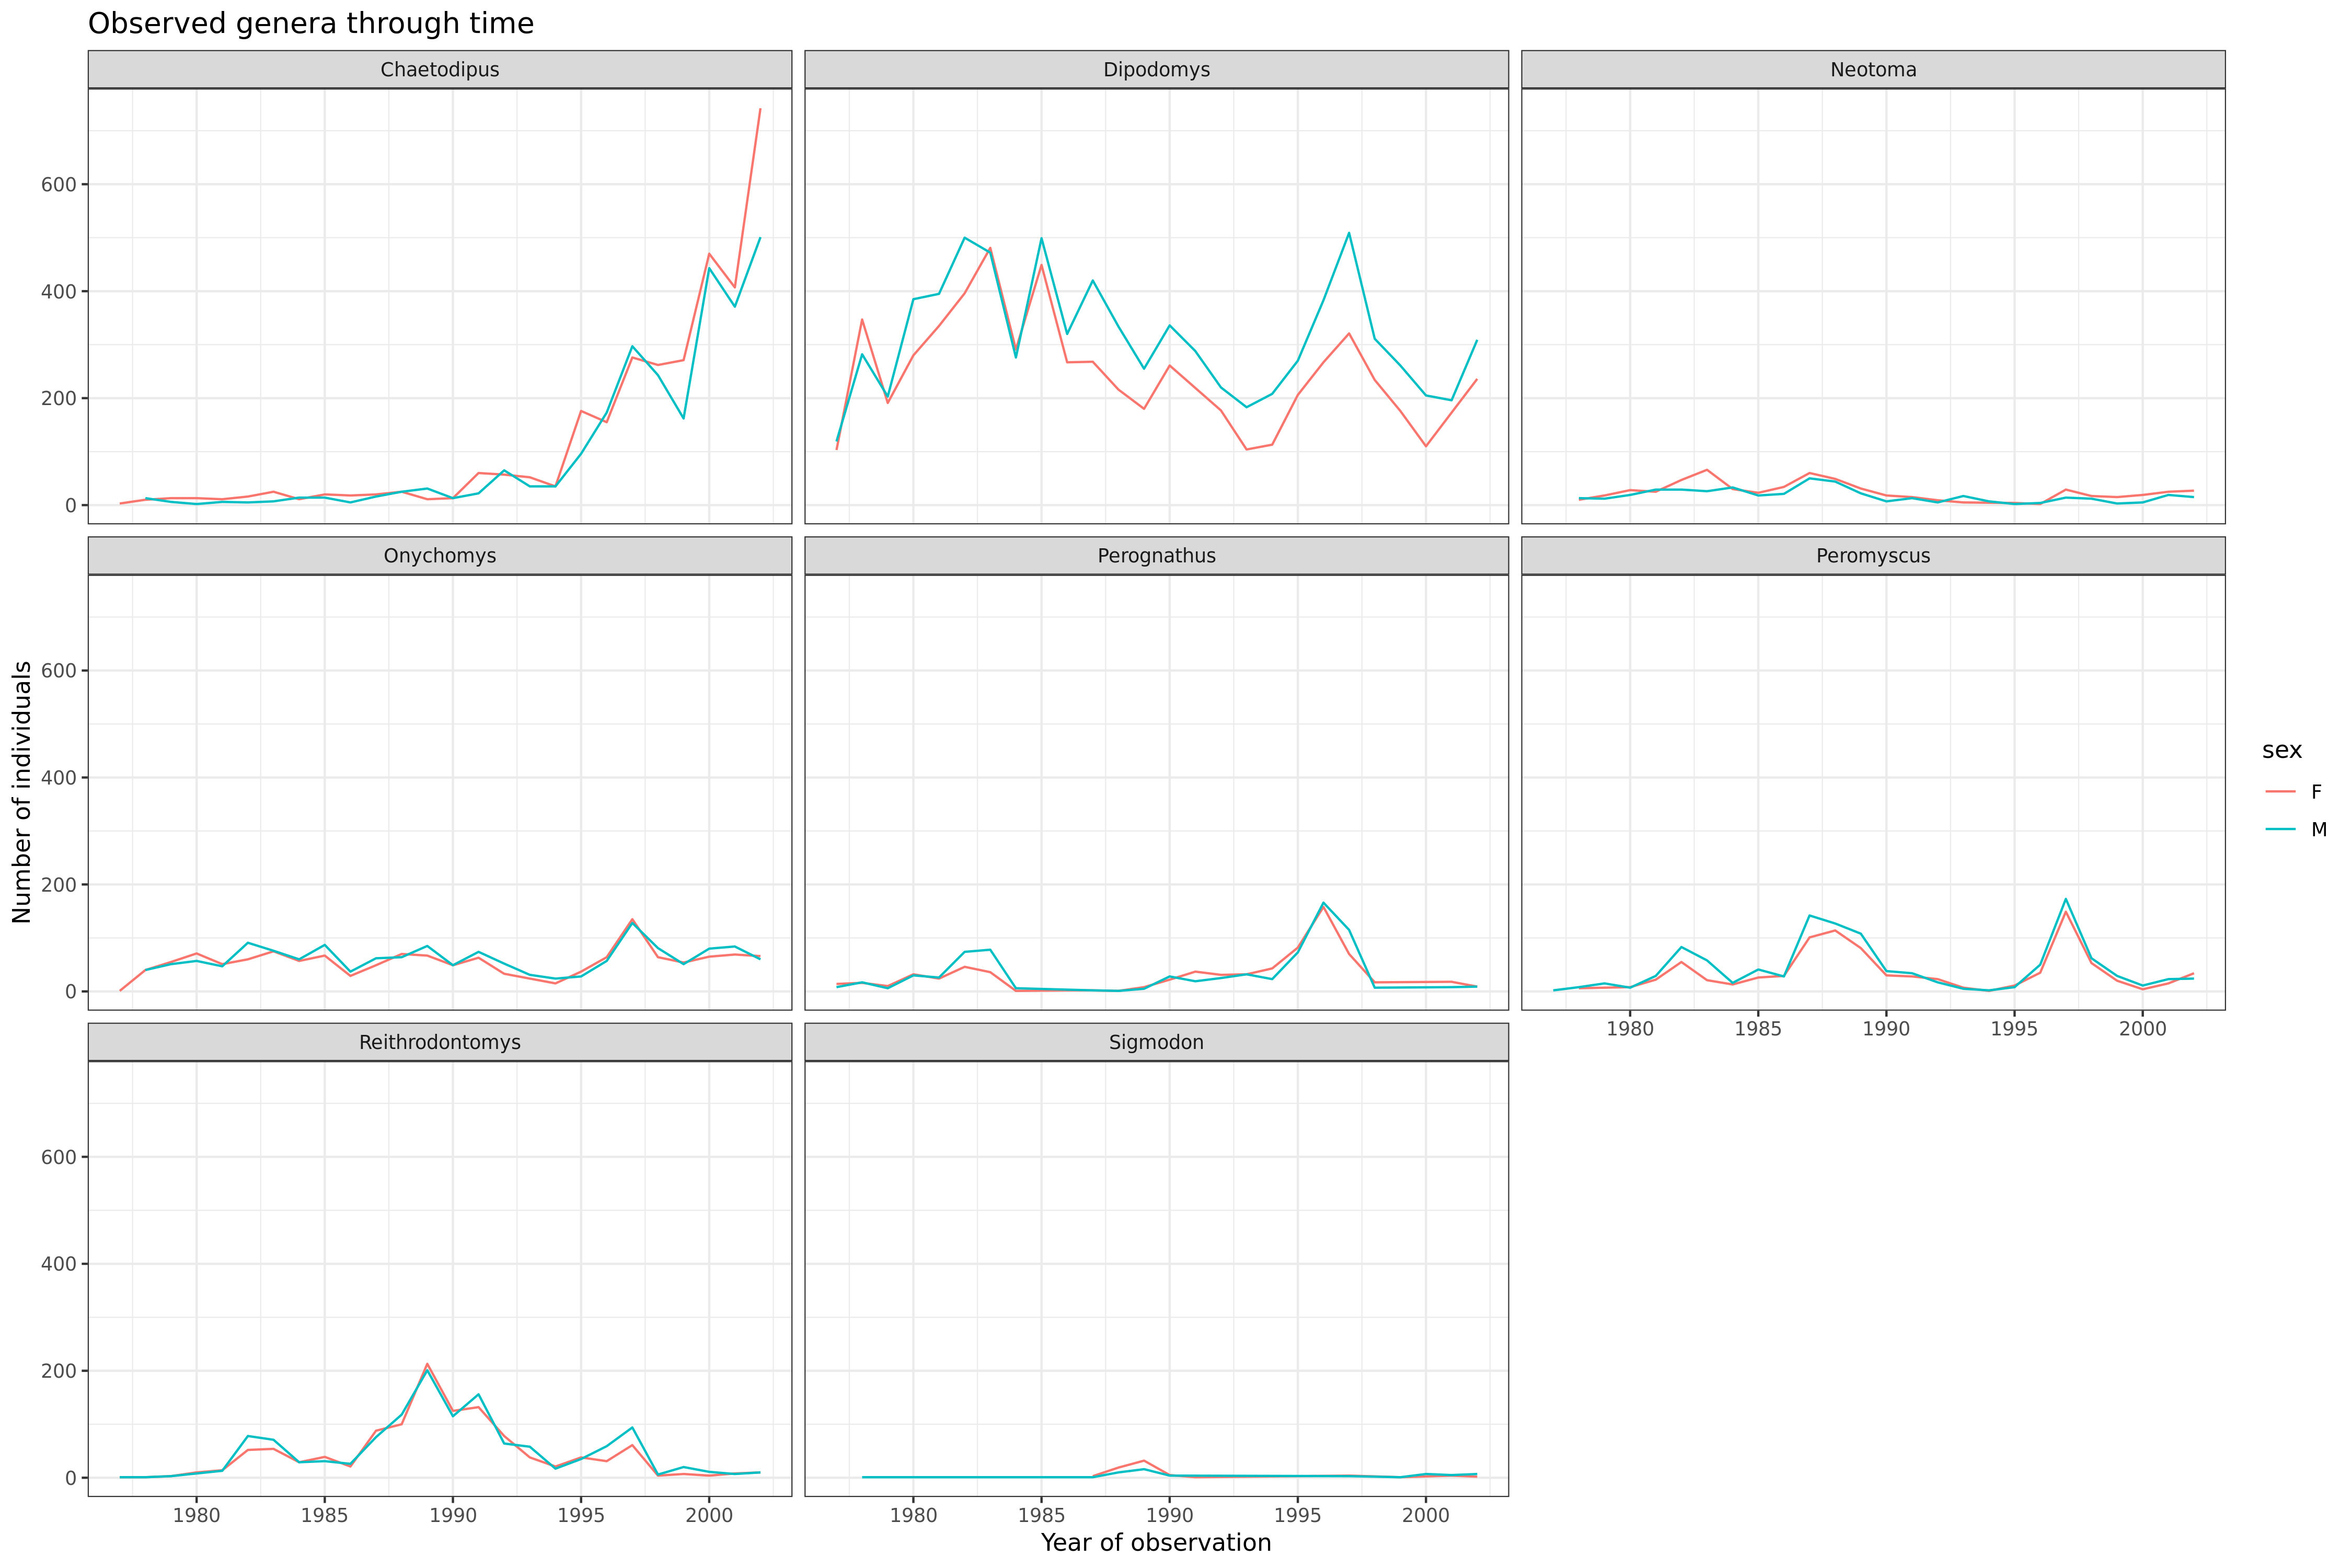 Observed genera through time
Chaetodipus
Dipodomys
Neotoma
600
400
200
0
Onychomys
Perognathus
Peromyscus
600
400
200
0
1980 1985 1990 1995 2000
Reithrodontomys
Sigmodon
600
400
200
0
1980 1985 1990 1995 2000
1980 1985 1990 1995 2000
Year of observation
Number of individuals
sex
F
M